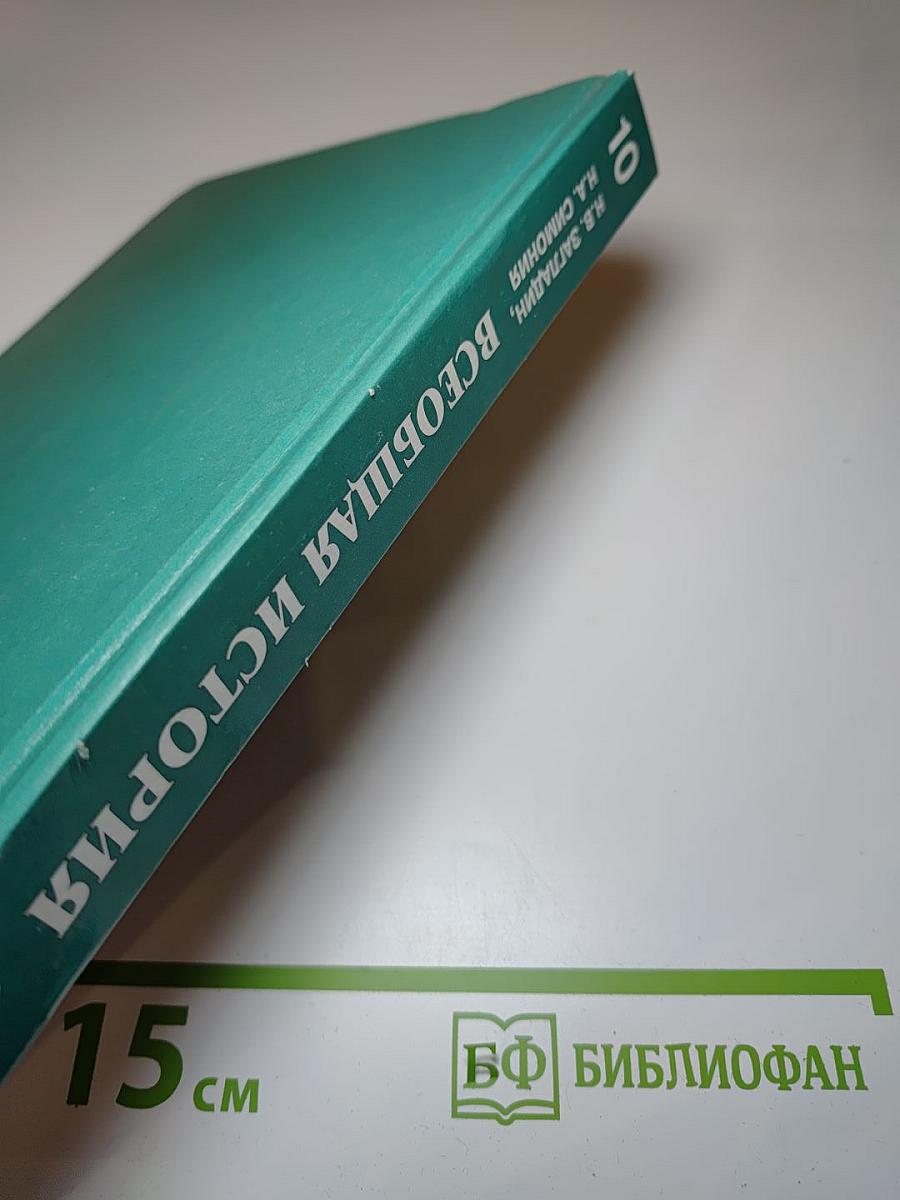 10
Н.В. ЗАГЛАДИН,
Н.А. СИМОНИЯ
ВСЕОБЩАЯ ИСТОРИЯ
15 см
БФ БИБЛИОФАН